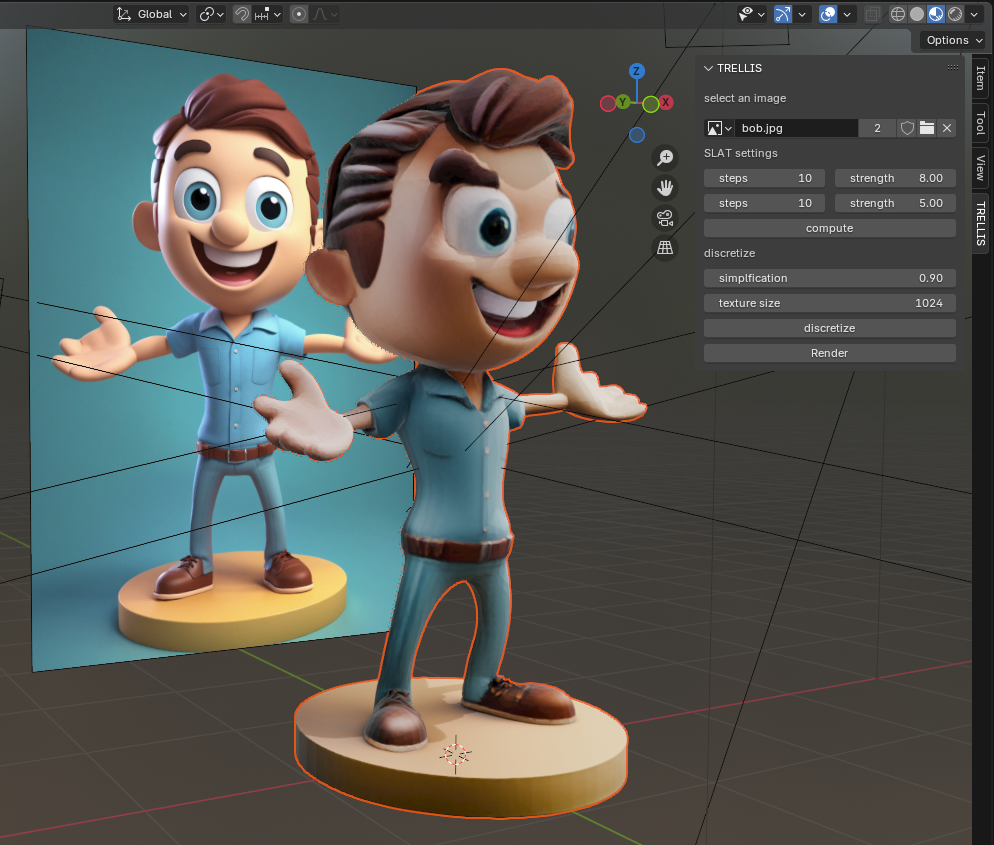 Global
Options
Z
Y
X
TRELLIS
select an image
bob.jpg 2
SLAT settings
steps 10 strength 8.00
steps 10 strength 5.00
compute
discretize
simplfication 0.90
texture size 1024
discretize
Render
Item
Tool
View
TRELLIS